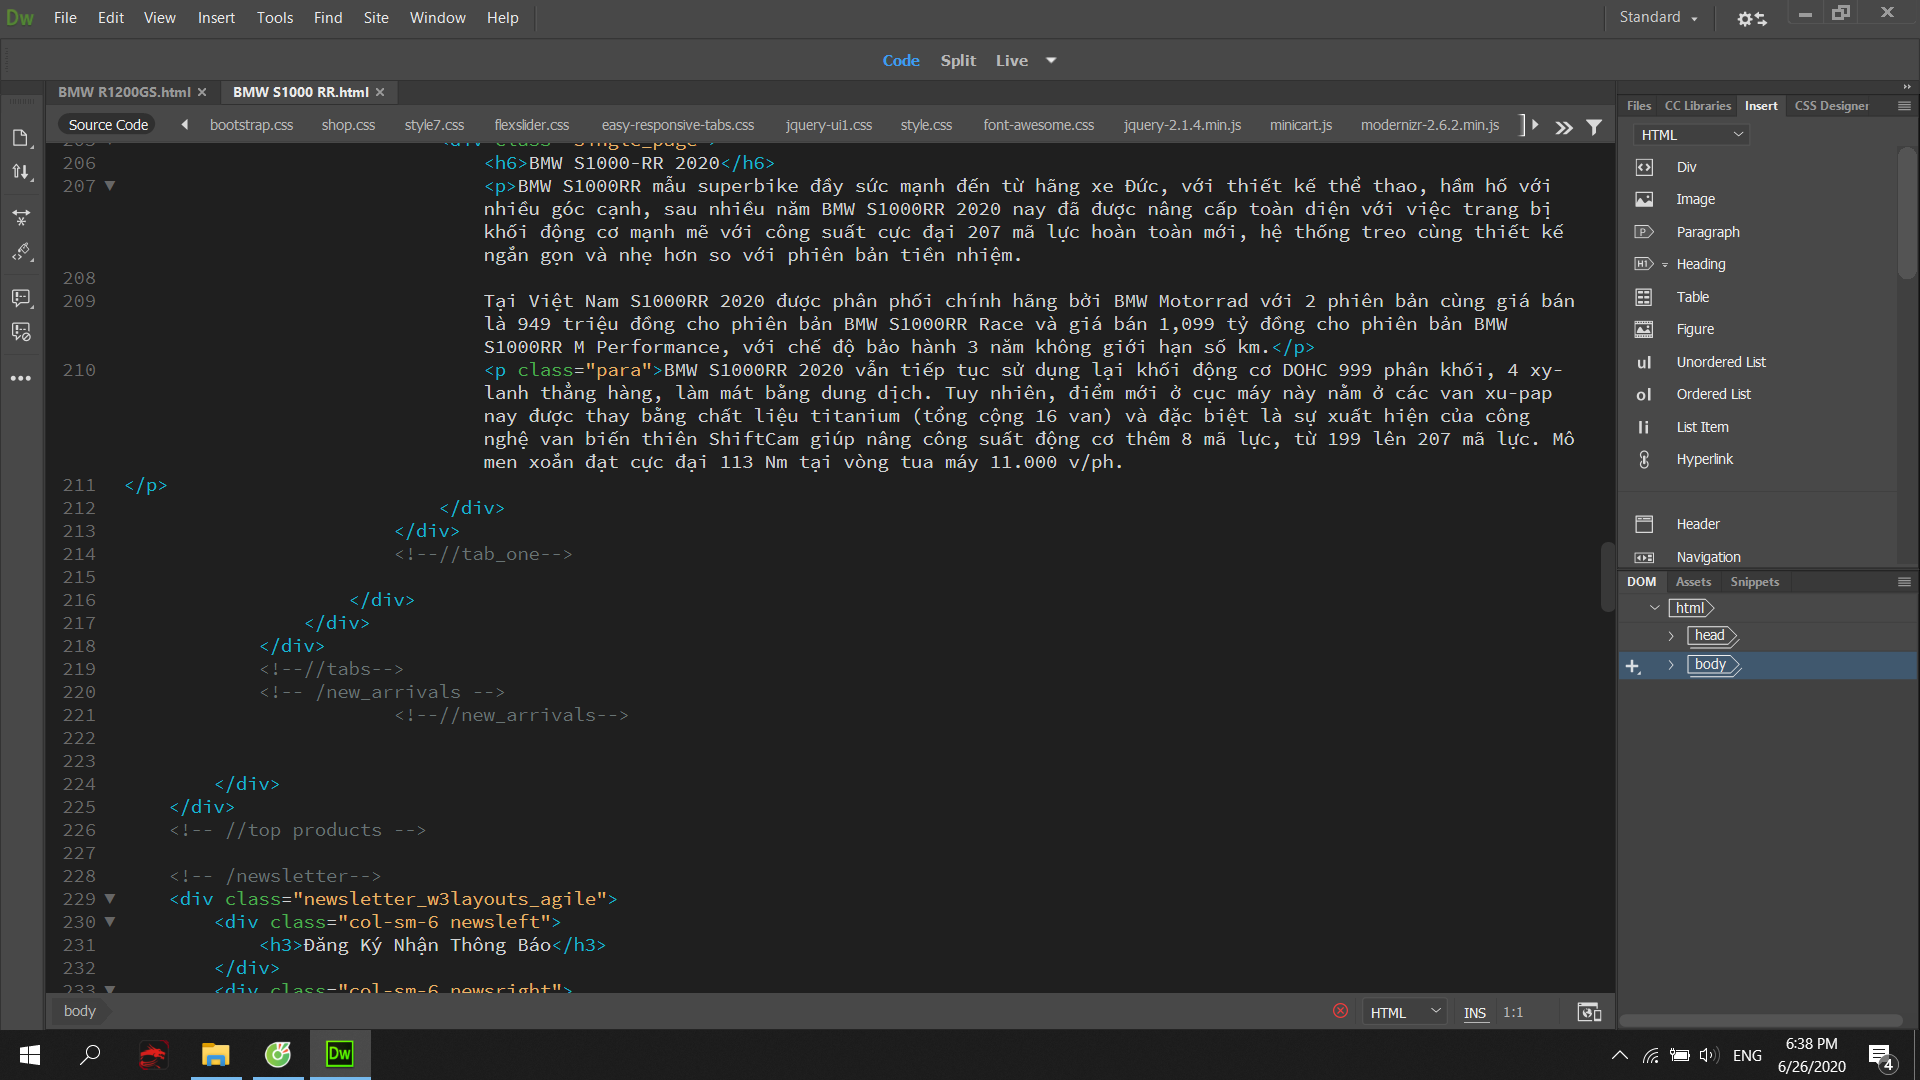 Dw File Edit View Insert Tools Find Site Window Help Standard
Code Split Live
BMW R1200GS.html BMW S1000 RR.html
Source Code bootstrap.css shop.css style7.css flexslider.css easy-responsive-tabs.css jquery-ui1.css style.css font-awesome.css jquery-2.1.4.min.js minicart.js modernizr-2.6.2.min.js
205 <div class="single_page">
206 <h6>BMW S1000-RR 2020</h6>
207 <p>BMW S1000RR mẫu superbike đầy sức mạnh đến từ hãng xe Đức, với thiết kế thể thao, hầm hố với
nhiều góc cạnh, sau nhiều năm BMW S1000RR 2020 nay đã được nâng cấp toàn diện với việc trang bị
khối động cơ mạnh mẽ với công suất cực đại 207 mã lực hoàn toàn mới, hệ thống treo cùng thiết kế
ngắn gọn và nhẹ hơn so với phiên bản tiền nhiệm.
208
209 Tại Việt Nam S1000RR 2020 được phân phối chính hãng bởi BMW Motorrad với 2 phiên bản cùng giá bán
là 949 triệu đồng cho phiên bản BMW S1000RR Race và giá bán 1,099 tỷ đồng cho phiên bản BMW
S1000RR M Performance, với chế độ bảo hành 3 năm không giới hạn số km.</p>
210 <p class="para">BMW S1000RR 2020 vẫn tiếp tục sử dụng lại khối động cơ DOHC 999 phân khối, 4 xy-
lanh thẳng hàng, làm mát bằng dung dịch. Tuy nhiên, điểm mới ở cục máy này nằm ở các van xu-pap
nay được thay bằng chất liệu titanium (tổng cộng 16 van) và đặc biệt là sự xuất hiện của công
nghệ van biến thiên ShiftCam giúp nâng công suất động cơ thêm 8 mã lực, từ 199 lên 207 mã lực. Mô
men xoắn đạt cực đại 113 Nm tại vòng tua máy 11.000 v/ph.
211 </p>
212 </div>
213 </div>
214 <!--//tab_one-->
215
216 </div>
217 </div>
218 </div>
219 <!--//tabs-->
220 <!-- /new_arrivals -->
221 <!--//new_arrivals-->
222
223
224 </div>
225 </div>
226 <!-- //top products -->
227
228 <!-- /newsletter-->
229 <div class="newsletter_w3layouts_agile">
230 <div class="col-sm-6 newsleft">
231 <h3>Đăng Ký Nhận Thông Báo</h3>
232 </div>
233 <div class="col-sm-6 newsright">
body HTML INS 1:1
Files CC Libraries Insert CSS Designer
HTML
Div
Image
Paragraph
Heading
Table
Figure
ul Unordered List
ol Ordered List
li List Item
Hyperlink
Header
Navigation
DOM Assets Snippets
html
head
body
Dw ENG 6:38 PM
6/26/2020 4